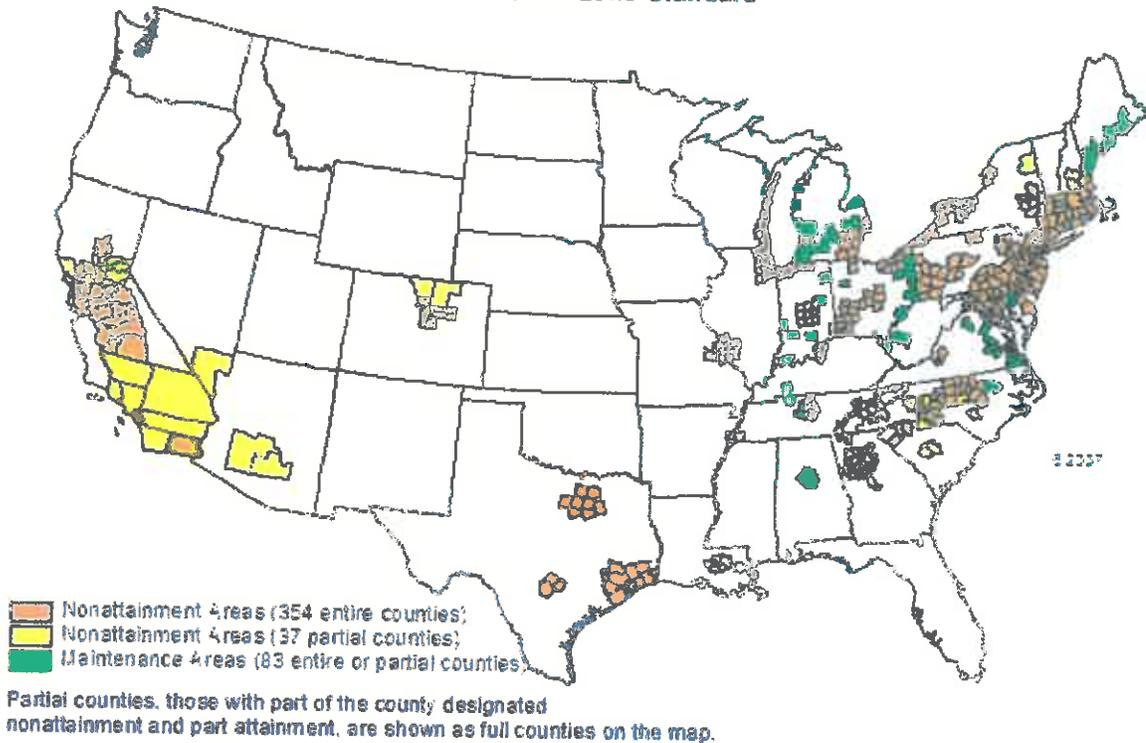 Standard
Nonattainment Areas (354 entire counties)
Nonattainment Areas (37 partial counties)
Maintenance Areas (83 entire or partial counties)
Partial counties, those with part of the county designated
nonattainment and part attainment, are shown as full counties on the map.